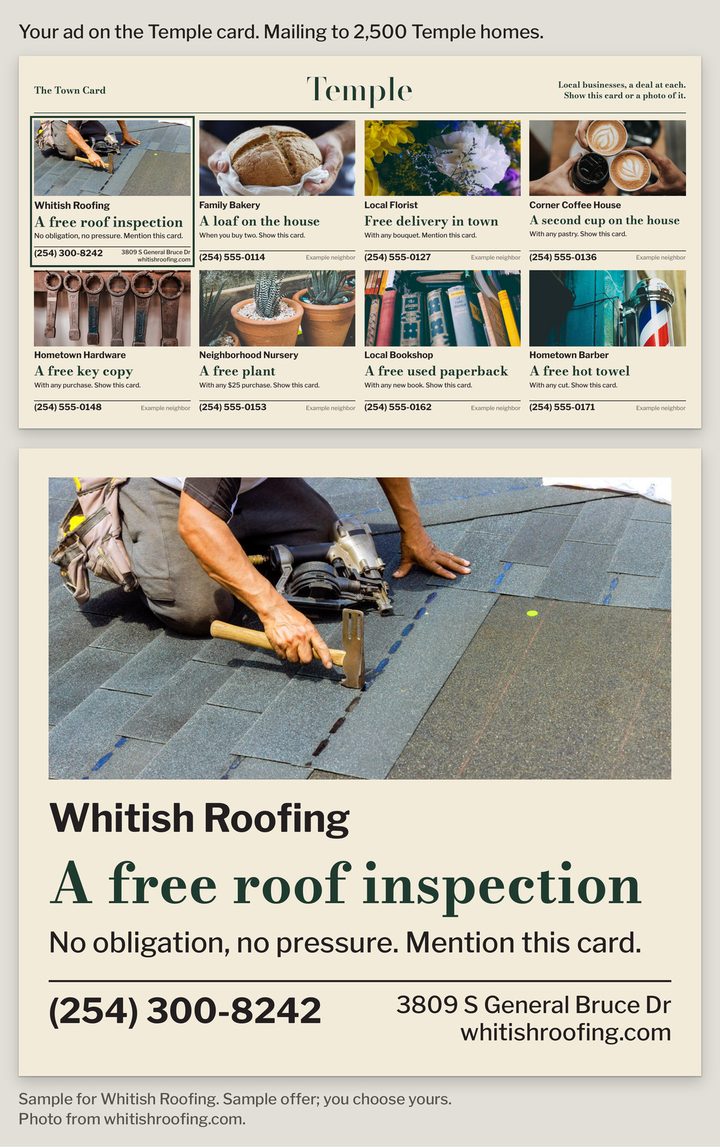 Your ad on the Temple card. Mailing to 2,500 Temple homes.
The Town Card
Temple
Local businesses, a deal at each.
Show this card or a photo of it.
Whitish Roofing
A free roof inspection
No obligation, no pressure. Mention this card.
(254) 300-8242
3809 S General Bruce Dr
whitishroofing.com
Family Bakery
A loaf on the house
When you buy two. Show this card.
(254) 555-0114
Example neighbor
Local Florist
Free delivery in town
With any bouquet. Mention this card.
(254) 555-0127
Example neighbor
Corner Coffee House
A second cup on the house
With any pastry. Show this card.
(254) 555-0136
Example neighbor
Hometown Hardware
A free key copy
With any purchase. Show this card.
(254) 555-0148
Example neighbor
Neighborhood Nursery
A free plant
With any $25 purchase. Show this card.
(254) 555-0153
Example neighbor
Local Bookshop
A free used paperback
With any new book. Show this card.
(254) 555-0162
Example neighbor
Hometown Barber
A free hot towel
With any cut. Show this card.
(254) 555-0171
Example neighbor
Whitish Roofing
A free roof inspection
No obligation, no pressure. Mention this card.
(254) 300-8242
3809 S General Bruce Dr
whitishroofing.com
Sample for Whitish Roofing. Sample offer; you choose yours.
Photo from whitishroofing.com.